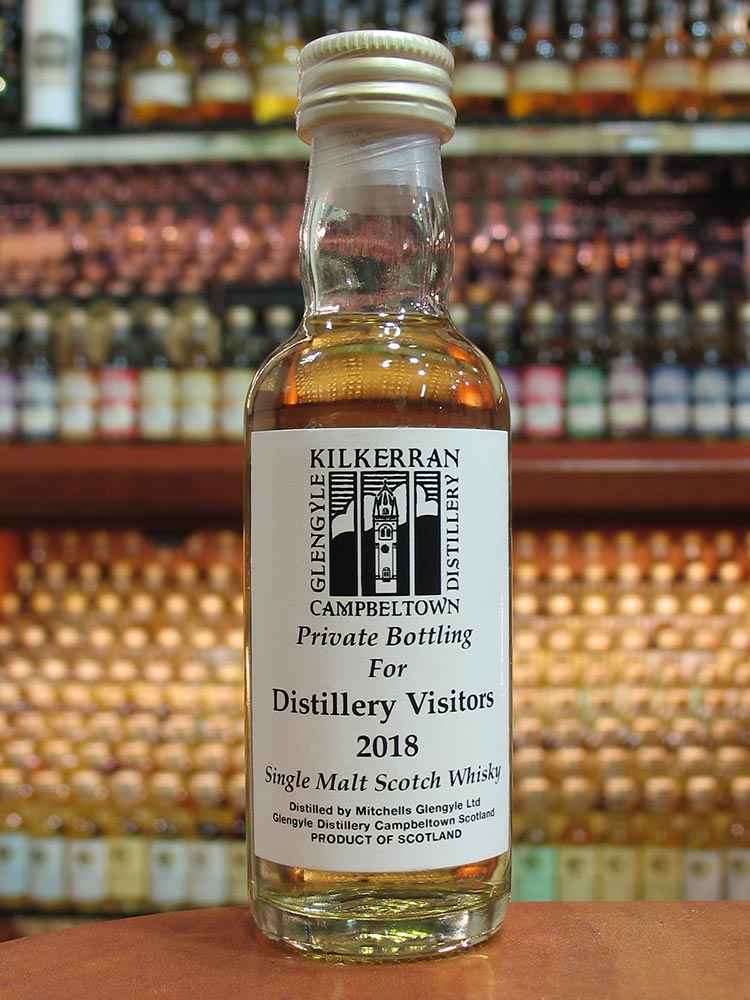 KILKERRAN
GLENGYLE
DISTILLERY
CAMPBELTOWN
Private Bottling
For
Distillery Visitors
2018
Single Malt Scotch Whisky
Distilled by Mitchells Glengyle Ltd
Glengyle Distillery Campbeltown Scotland
PRODUCT OF SCOTLAND